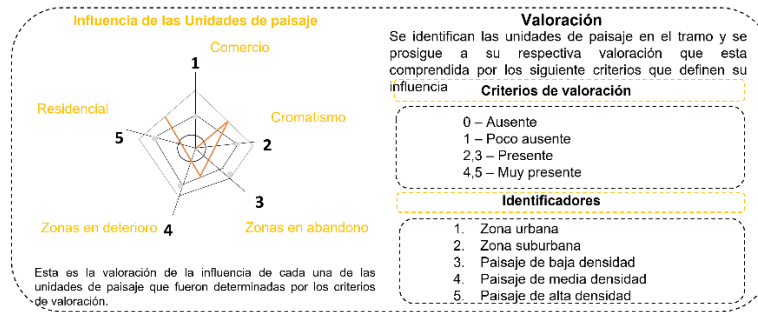 Influencia de las Unidades de paisaje
Comercio
1
Residencial
5
Cromatismo
2
3
Zonas en deterioro 4
Zonas en abandono
Esta es la valoración de la influencia de cada una de las
unidades de paisaje que fueron determinadas por los criterios
de valoración.
Valoración
Se identifican las unidades de paisaje en el tramo y se
prosigue a su respectiva valoración que esta
comprendida por los siguiente criterios que definen su
influencia
Criterios de valoración
0 – Ausente
1 – Poco ausente
2,3 – Presente
4,5 – Muy presente
Identificadores
1. Zona urbana
2. Zona suburbana
3. Paisaje de baja densidad
4. Paisaje de media densidad
5. Paisaje de alta densidad